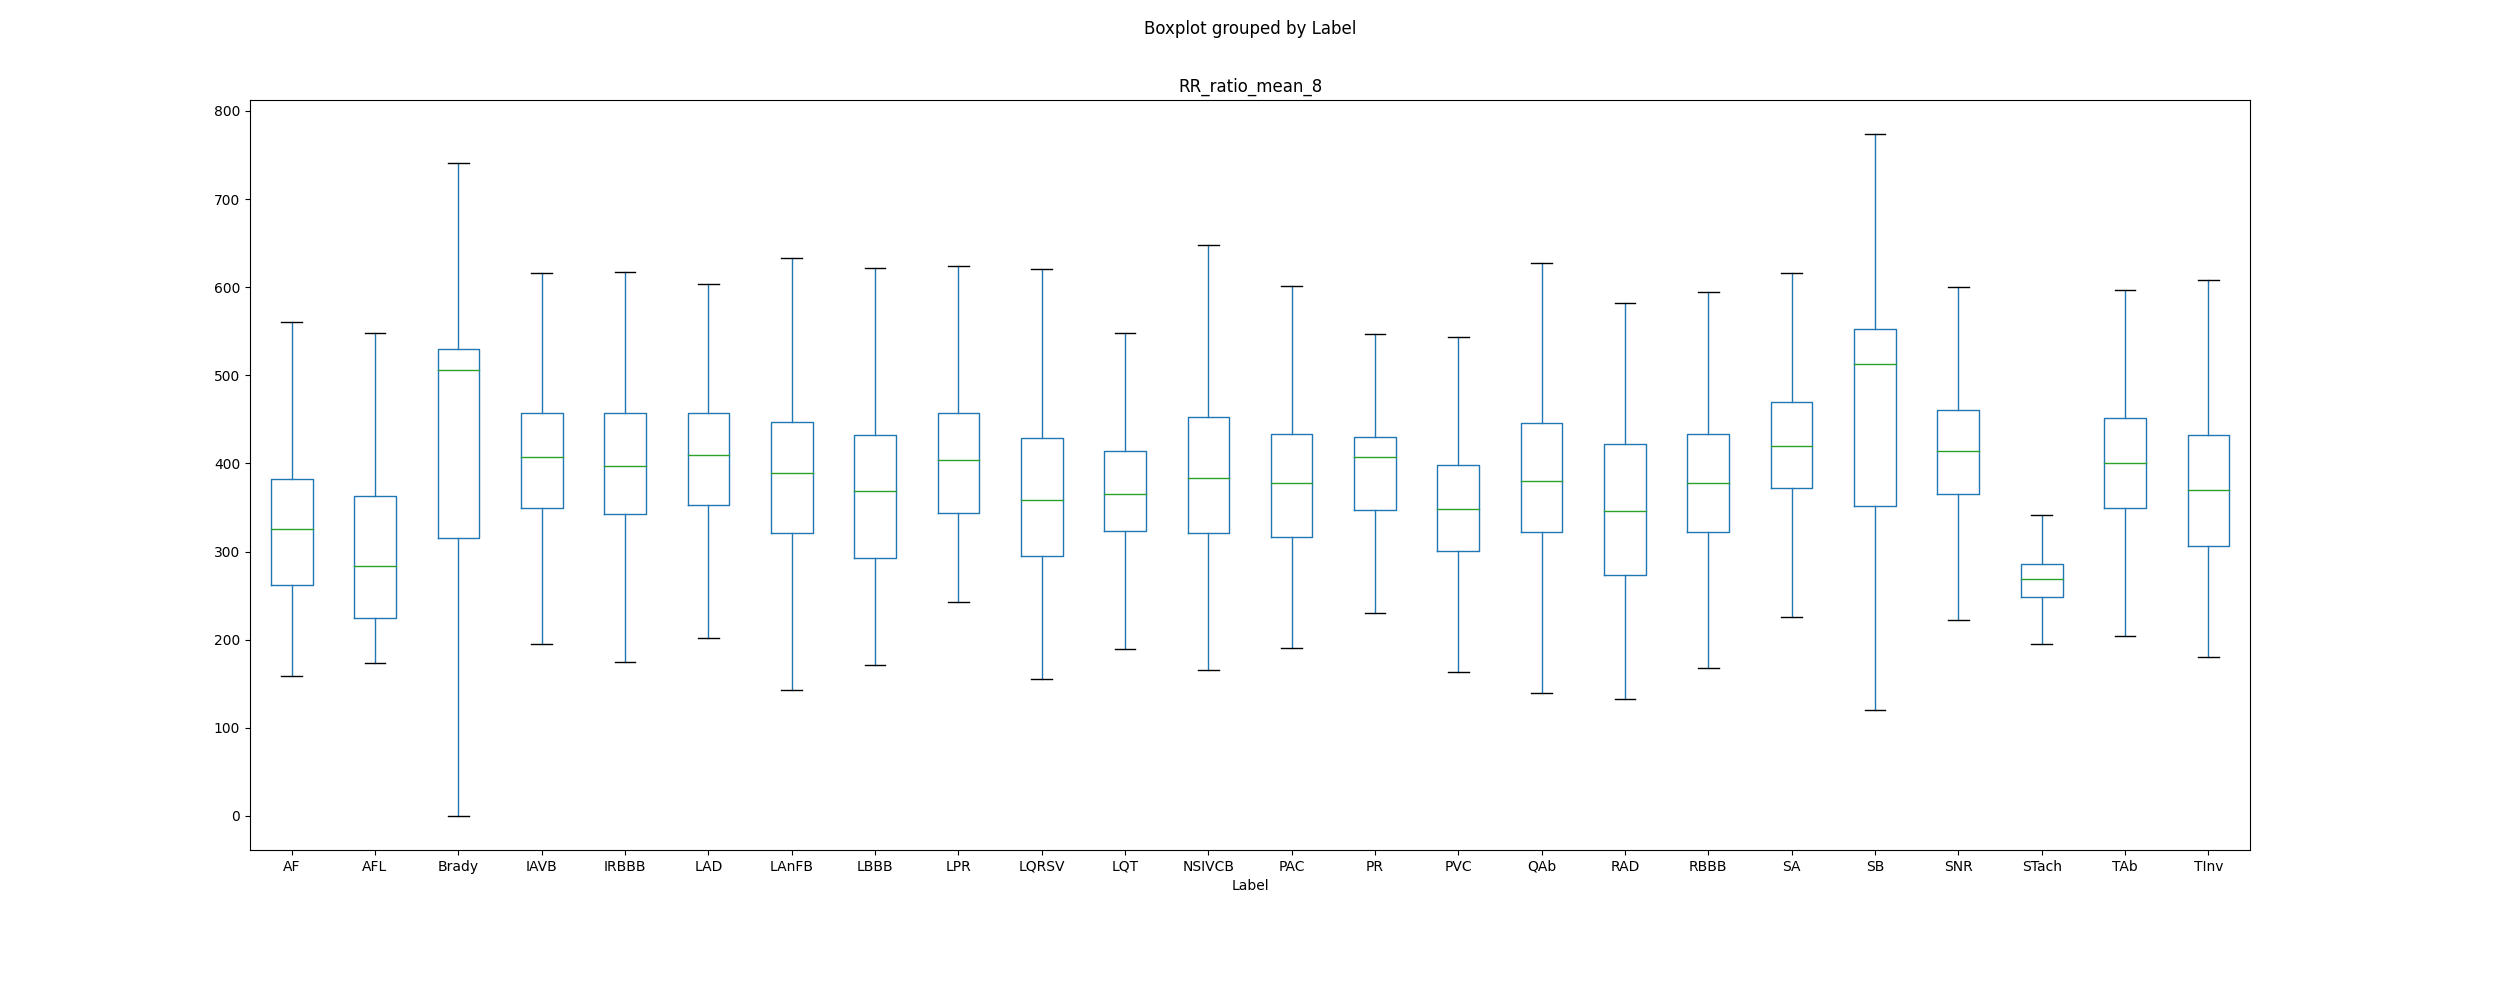 Boxplot grouped by Label
RR_ratio_mean_8
800
700
600
500
400
300
200
100
0
AF AFL Brady IAVB IRBBB LAD LAnFB LBBB LPR LQRSV LQT NSIVCB PAC PR PVC QAb RAD RBBB SA SB SNR STach TAb TInv
Label